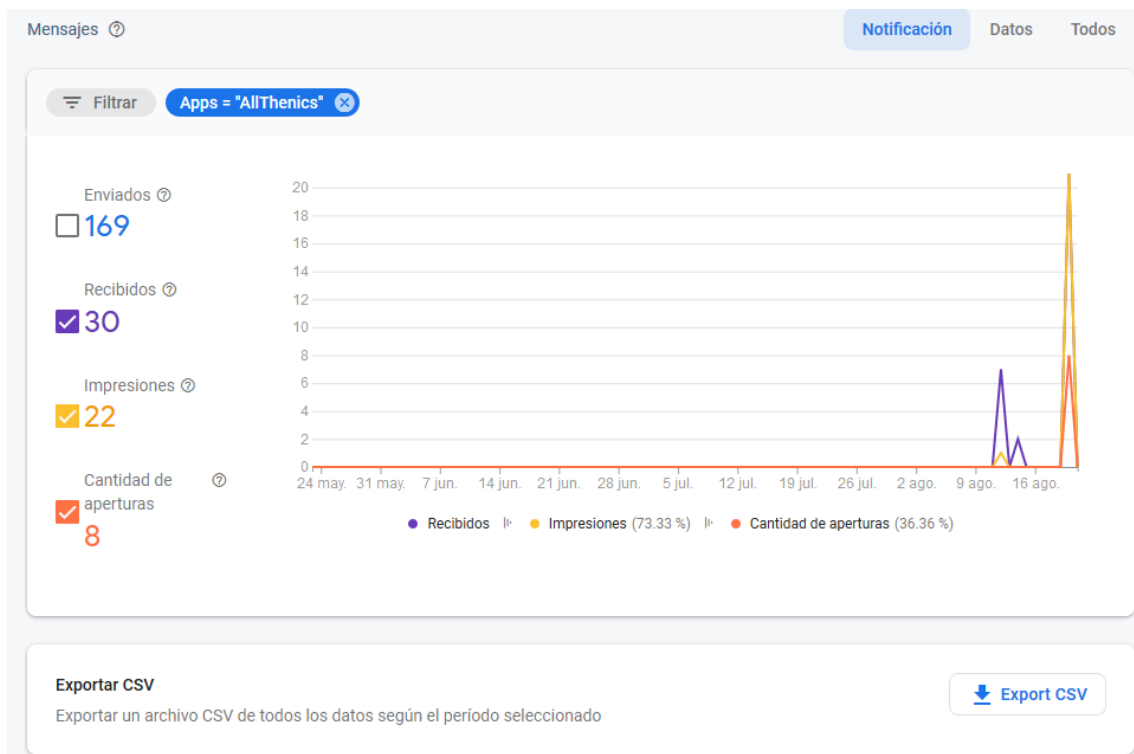 Mensajes
Notificación Datos Todos
Filtrar
Apps = "AllThenics"
Enviados
169
Recibidos
30
Impresiones
22
Cantidad de
aperturas
8
20
18
16
14
12
10
8
6
4
2
0
24 may. 31 may. 7 jun. 14 jun. 21 jun. 28 jun. 5 jul. 12 jul. 19 jul. 26 jul. 2 ago. 9 ago. 16 ago.
Recibidos Impresiones (73.33 %) Cantidad de aperturas (36.36 %)
Exportar CSV
Exportar un archivo CSV de todos los datos según el período seleccionado
Export CSV